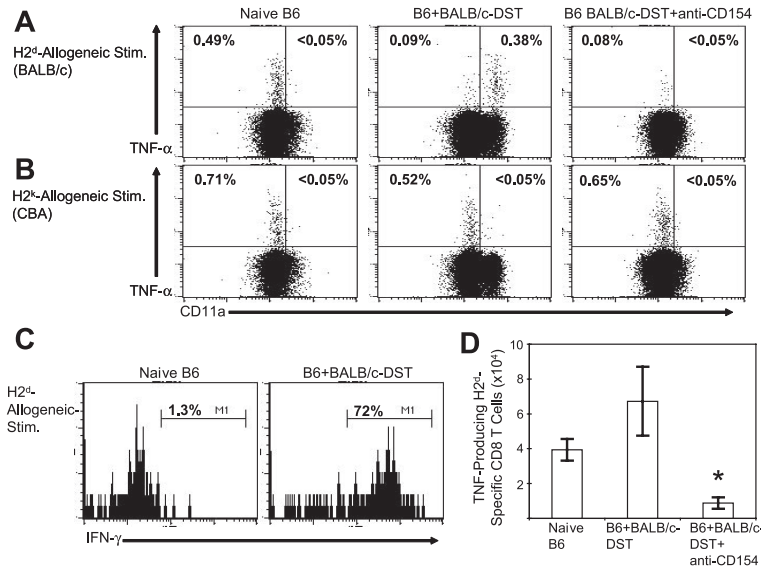 A
Naive B6
B6+BALB/c-DST
B6 BALB/c-DST+anti-CD154
H2d-Allogeneic Stim.
(BALB/c)
0.49%
<0.05%
0.09%
0.38%
0.08%
<0.05%
TNF-α
B
H2k-Allogeneic Stim.
(CBA)
0.71%
<0.05%
0.52%
<0.05%
0.65%
<0.05%
TNF-α
CD11a
C
Naive B6
B6+BALB/c-DST
H2d-
Allogeneic-
Stim.
1.3% M1
72% M1
IFN-γ
D
TNF-Producing H2d-
Specific CD8 T Cells (x10⁴)
10
8
6
4
2
0
*
Naive
B6
B6+BALB/c-
DST
B6+BALB/c-
DST+
anti-CD154